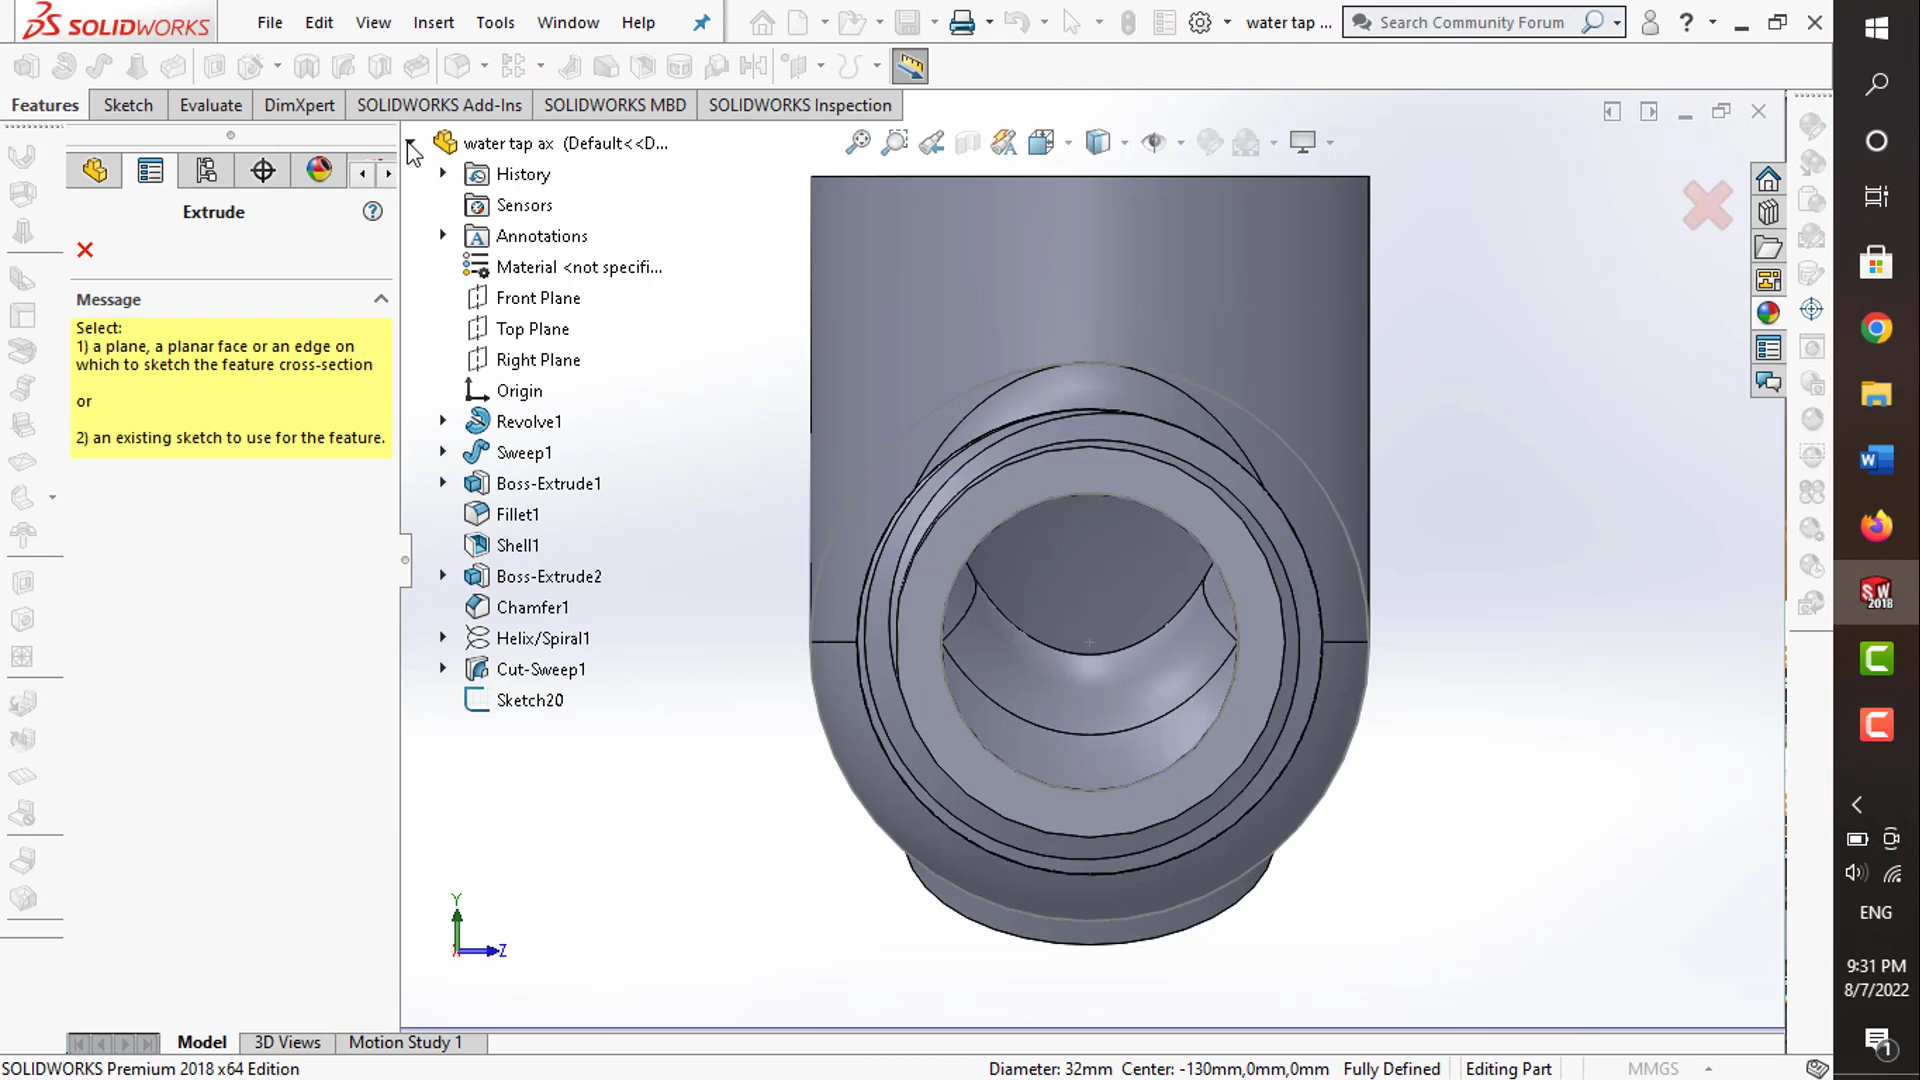 SOLIDWORKS
File Edit View Insert Tools Window Help
water tap ...
Search Community Forum
?
Features Sketch Evaluate DimXpert SOLIDWORKS Add-Ins SOLIDWORKS MBD SOLIDWORKS Inspection
Extrude
?
Message
Select:
1) a plane, a planar face or an edge on
which to sketch the feature cross-section
or
2) an existing sketch to use for the feature.
water tap ax (Default<<D...
History
Sensors
Annotations
Material <not specifi...
Front Plane
Top Plane
Right Plane
Origin
Revolve1
Sweep1
Boss-Extrude1
Fillet1
Shell1
Boss-Extrude2
Chamfer1
Helix/Spiral1
Cut-Sweep1
Sketch20
Y
Z
SW
2018
ENG
9:31 PM
8/7/2022
1
Model 3D Views Motion Study 1
SOLIDWORKS Premium 2018 x64 Edition
Diameter: 32mm Center: -130mm,0mm,0mm Fully Defined Editing Part MMGS